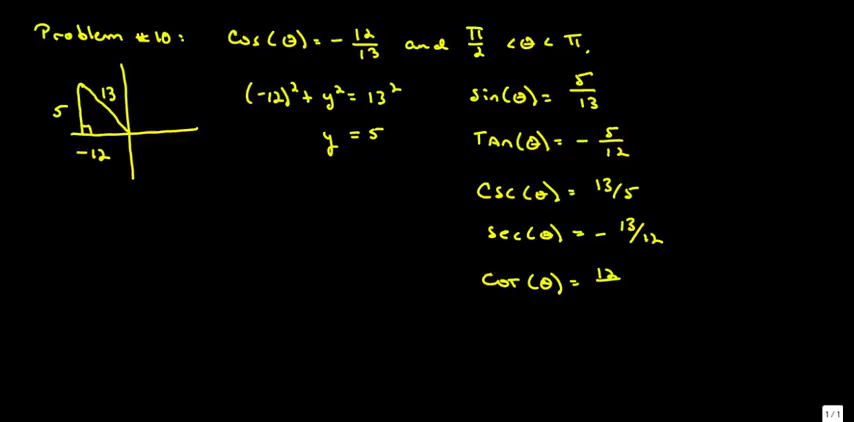 Problem #10: Cos(θ) = - 12/13 and π/2 < θ < π.
13
5
-12
(-12)² + y² = 13²
y = 5
sin(θ) = 5/13
TAn(θ) = - 5/12
Csc(θ) = 13/5
sec(θ) = - 13/12
Cot(θ) = 12
1/1